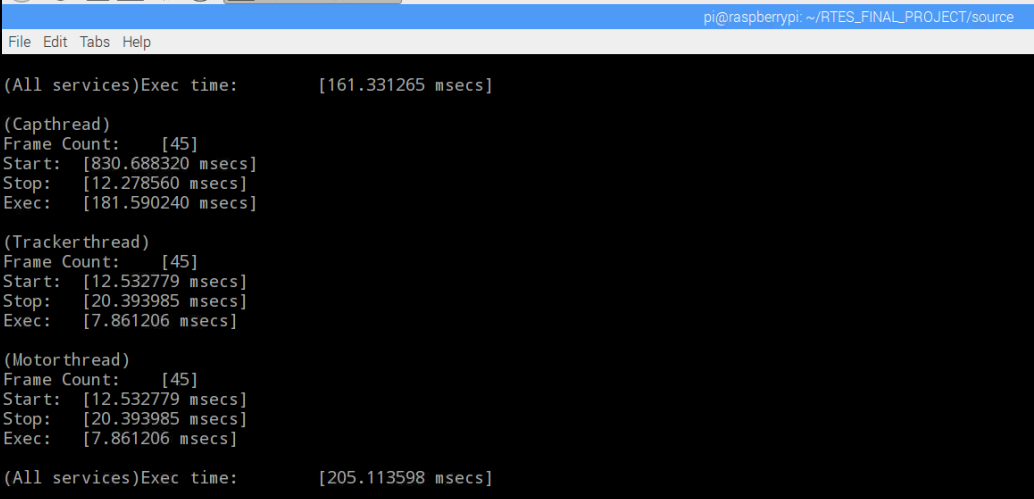 pi@raspberrypi: ~/RTES_FINAL_PROJECT/source
File Edit Tabs Help
(All services)Exec time: [161.331265 msecs]
(Capthread)
Frame Count: [45]
Start: [830.688320 msecs]
Stop: [12.278560 msecs]
Exec: [181.590240 msecs]
(Trackerthread)
Frame Count: [45]
Start: [12.532779 msecs]
Stop: [20.393985 msecs]
Exec: [7.861206 msecs]
(Motorthread)
Frame Count: [45]
Start: [12.532779 msecs]
Stop: [20.393985 msecs]
Exec: [7.861206 msecs]
(All services)Exec time: [205.113598 msecs]